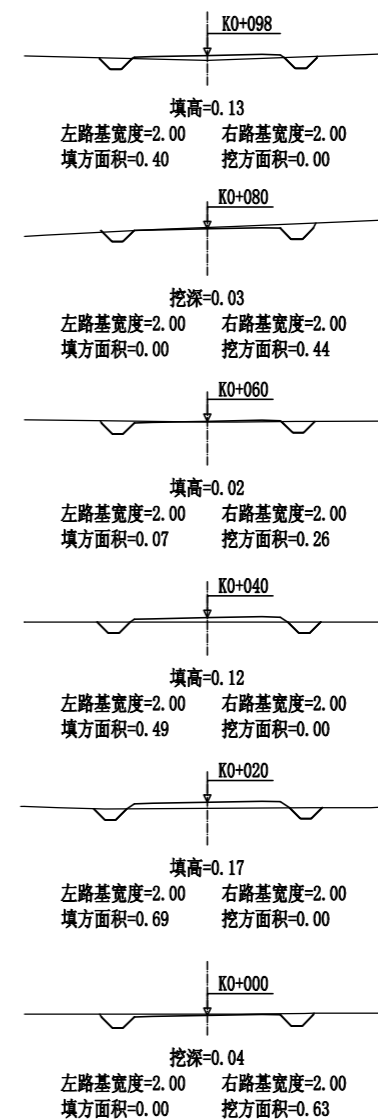 K0+098
填高=0.13
左路基宽度=2.00 右路基宽度=2.00
填方面积=0.40 挖方面积=0.00
K0+080
挖深=0.03
左路基宽度=2.00 右路基宽度=2.00
填方面积=0.00 挖方面积=0.44
K0+060
填高=0.02
左路基宽度=2.00 右路基宽度=2.00
填方面积=0.07 挖方面积=0.26
K0+040
填高=0.12
左路基宽度=2.00 右路基宽度=2.00
填方面积=0.49 挖方面积=0.00
K0+020
填高=0.17
左路基宽度=2.00 右路基宽度=2.00
填方面积=0.69 挖方面积=0.00
K0+000
挖深=0.04
左路基宽度=2.00 右路基宽度=2.00
填方面积=0.00 挖方面积=0.63